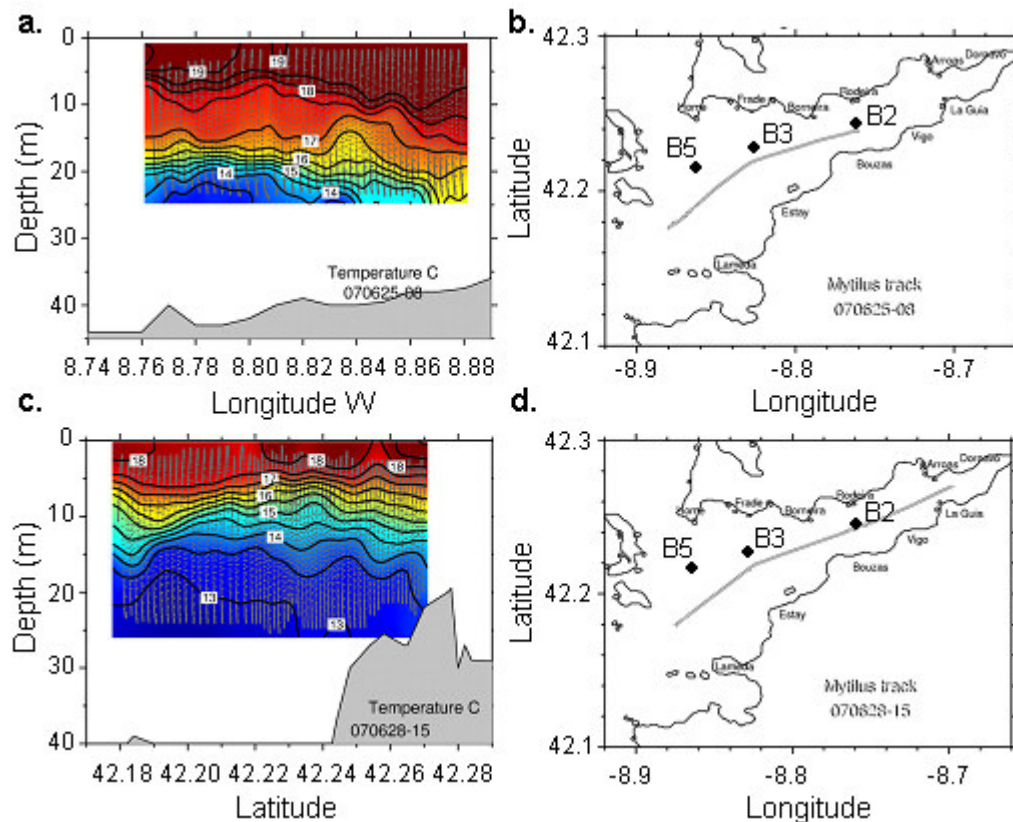 a.
0
10
20
30
40
Depth (m)
19
19
18
17
16
15
14
14
Temperature C
070625-08
8.74 8.76 8.78 8.80 8.82 8.84 8.86 8.88
Longitude W
b.
42.3
42.2
42.1
Latitude
Arroas
Domayo
Rodeira
Home
Frade
Borneira
La Guia
B2
B3
B5
Vigo
Bouzas
Estay
Lameda
Mytilus track
070625-08
-8.9 -8.8 -8.7
Longitude
c.
0
10
20
30
40
Depth (m)
18
18
18
17
16
15
14
13
13
Temperature C
070628-15
42.18 42.20 42.22 42.24 42.26 42.28
Latitude
d.
42.3
42.2
42.1
Latitude
Arroas
Domayo
Rodeira
Home
Frade
Borneira
La Guia
B2
B3
B5
Vigo
Bouzas
Estay
Lameda
Mytilus track
070628-15
-8.9 -8.8 -8.7
Longitude